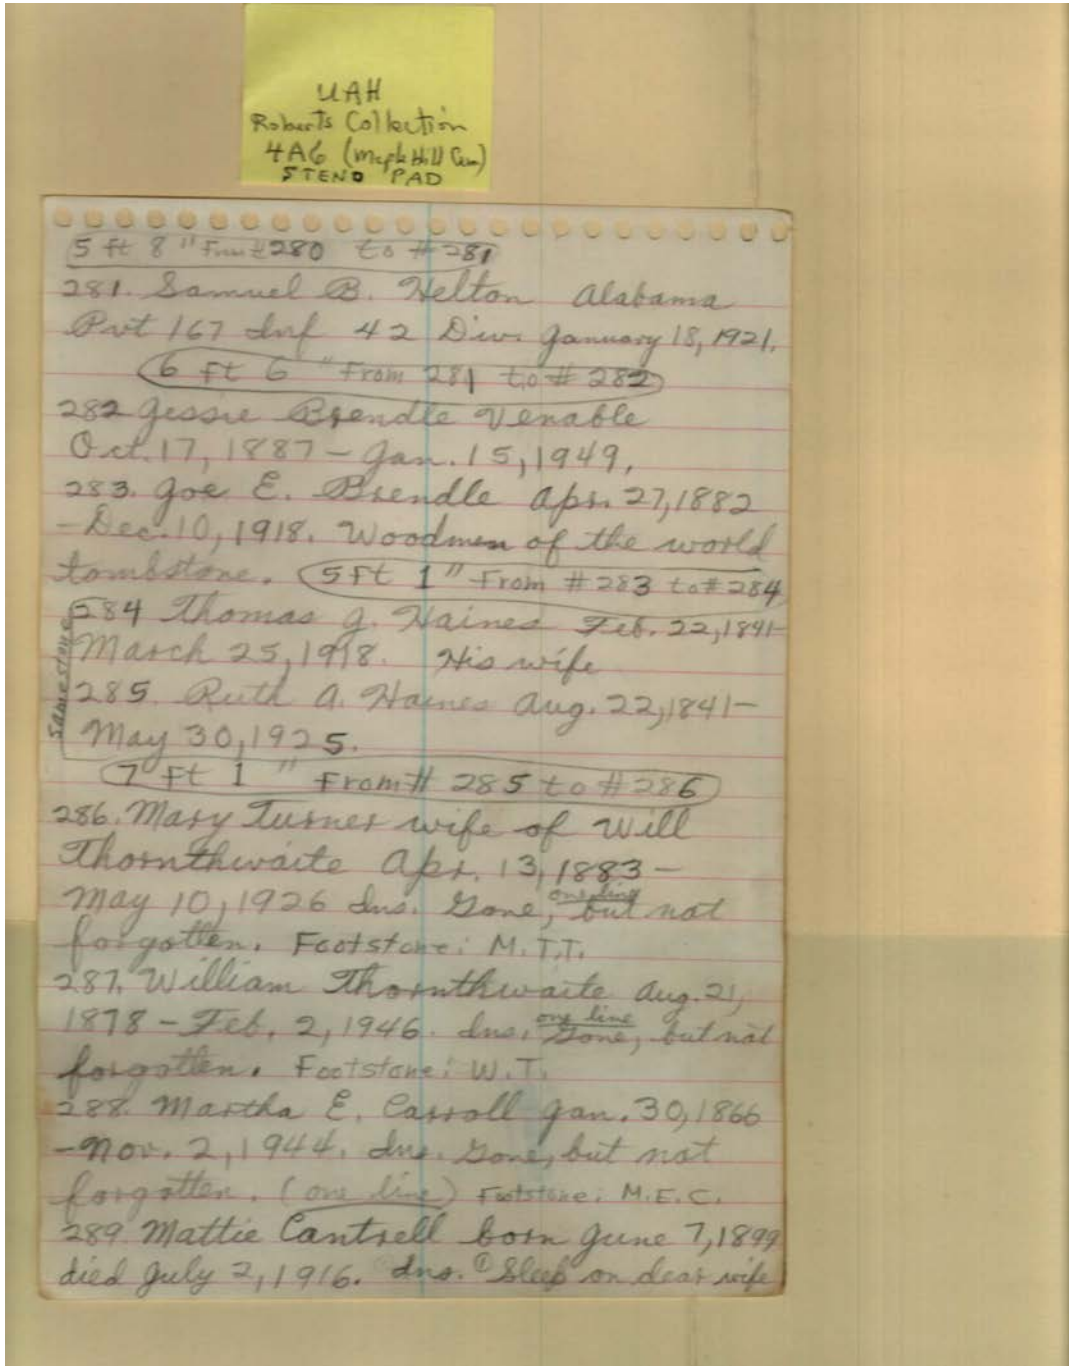 UAH
Roberts Collection
4A6 (Maple Hill Cem)
STENO PAD
5 ft 8 " From #280 to #281
281. Samuel B. Helton Alabama
Pvt 167 Inf 42 Div. January 18, 1921.
6 ft 6 " From 281 to # 282
282 Jessie Brendle Venable
Oct. 17, 1887 – Jan. 15, 1949.
283. Joe E. Brendle Apr. 27, 1882
– Dec. 10, 1918. Woodmen of the world
tombstone. 5 Ft 1 " From # 283 to # 284
284 Thomas J. Haines Feb. 22, 1841–
March 25, 1918. His wife
285. Ruth A. Haines Aug. 22, 1841–
May 30, 1925.
Same stone
7 Ft 1 " From # 285 to # 286
286. Mary Turner wife of Will
Thornthwaite Apr. 13, 1883 –
one line
May 10, 1926 Ins. Gone, but not
forgotten. Footstone: M.T.T.
287. William Thornthwaite Aug. 21,
one line
1878 – Feb. 2, 1946. Ins. Gone, but not
forgotten. Footstone: W.T.
288. Martha E. Carroll Jan. 30, 1866
– Nov. 2, 1944. Ins. Gone, but not
forgotten. (one line) Footstone: M.E.C.
289 Mattie Cantrell born June 7, 1899
died July 2, 1916. Ins. ① Sleep on dear wife